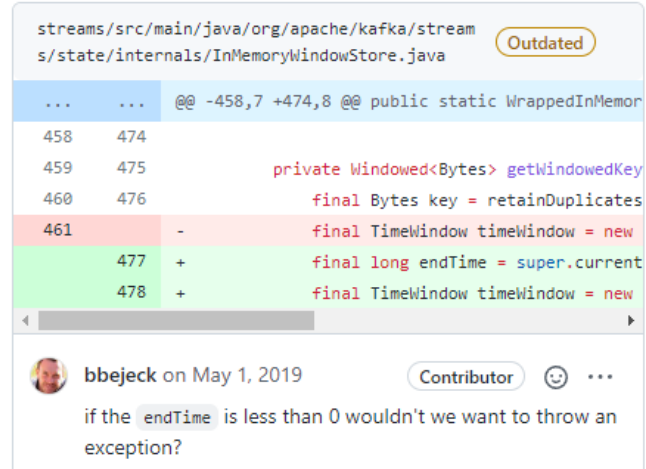 streams/src/main/java/org/apache/kafka/stream
s/state/internals/InMemoryWindowStore.java
Outdated
... ... @@ -458,7 +474,8 @@ public static WrappedInMemor
458 474
459 475 private Windowed<Bytes> getWindowedKey
460 476 final Bytes key = retainDuplicates
461 - final TimeWindow timeWindow = new
477 + final long endTime = super.current
478 + final TimeWindow timeWindow = new
bbejeck on May 1, 2019
Contributor
...
if the endTime is less than 0 wouldn't we want to throw an
exception?